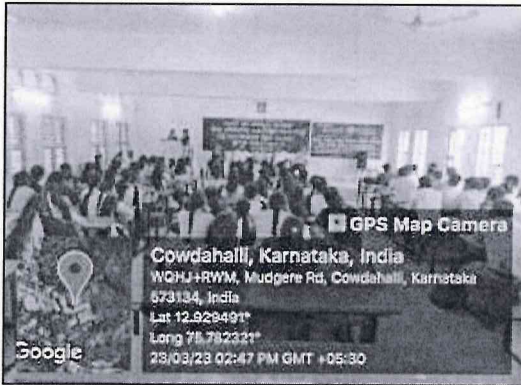 GPS Map Camera
Cowdahalli, Karnataka, India
WQHJ+RWM, Mudgere Rd, Cowdahalli, Karnataka
573134, India
Lat 12.929491°
Long 75.782321°
23/03/23 02:47 PM GMT +05:30
Google